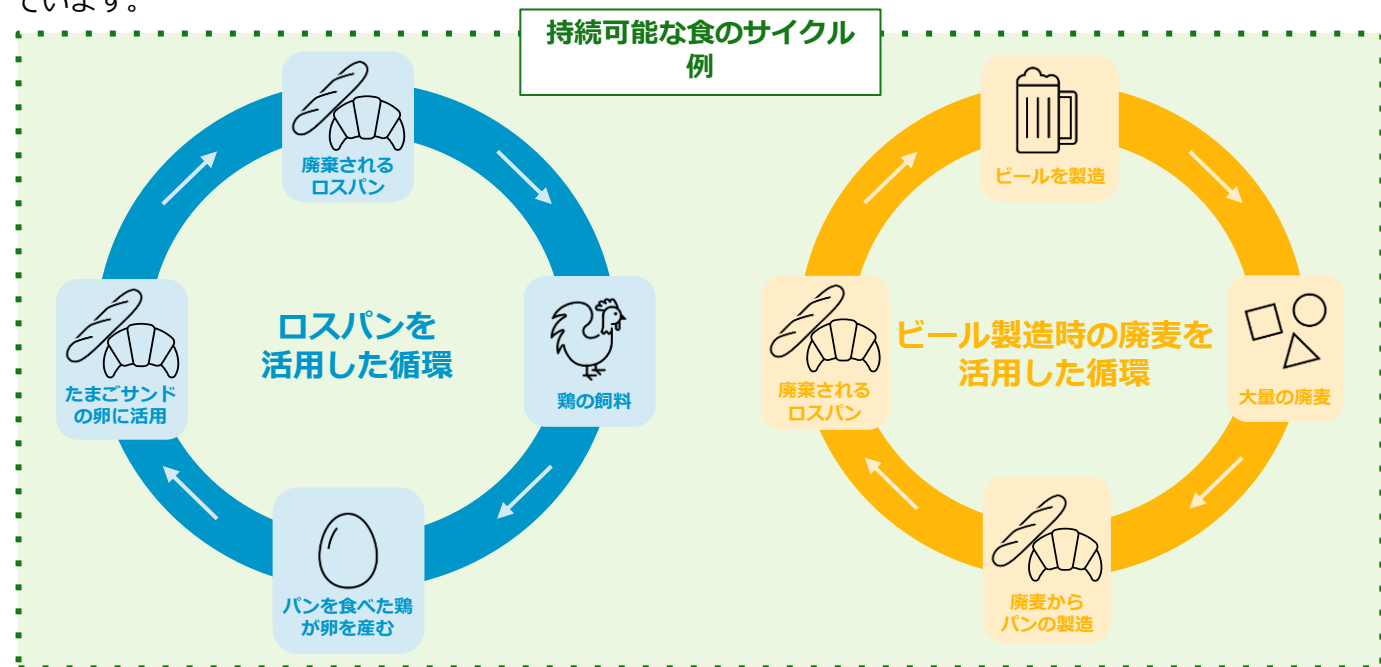 ています。
持続可能な食のサイクル
例
廃棄される
ロスパン
鶏の飼料
パンを食べた鶏
が卵を産む
たまごサンド
の卵に活用
ロスパンを
活用した循環
ビールを製造
大量の廃麦
廃麦から
パンの製造
廃棄される
ロスパン
ビール製造時の廃麦を
活用した循環